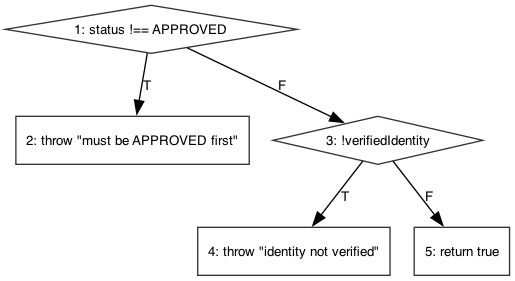 1: status !== APPROVED
T
F
2: throw "must be APPROVED first"
3: !verifiedIdentity
T
F
4: throw "identity not verified"
5: return true